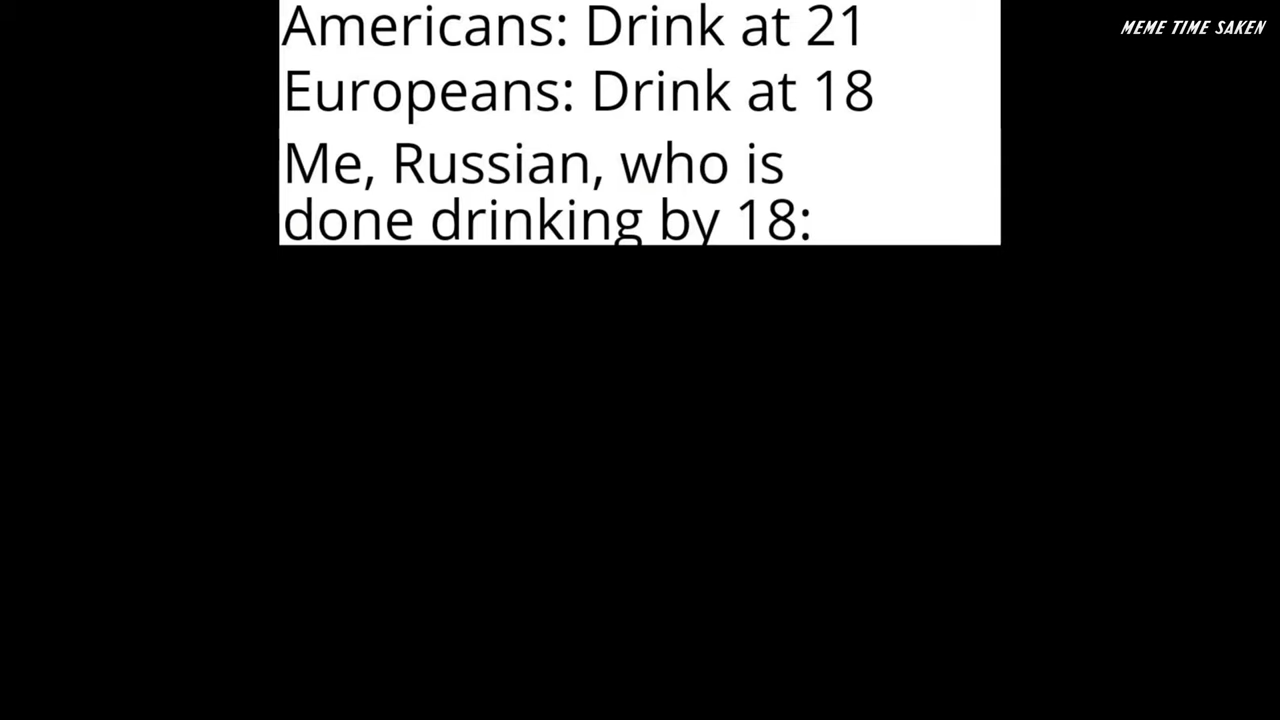 Americans: Drink at 21
Europeans: Drink at 18
Me, Russian, who is
done drinking by 18:
MEME TIME SAKEN